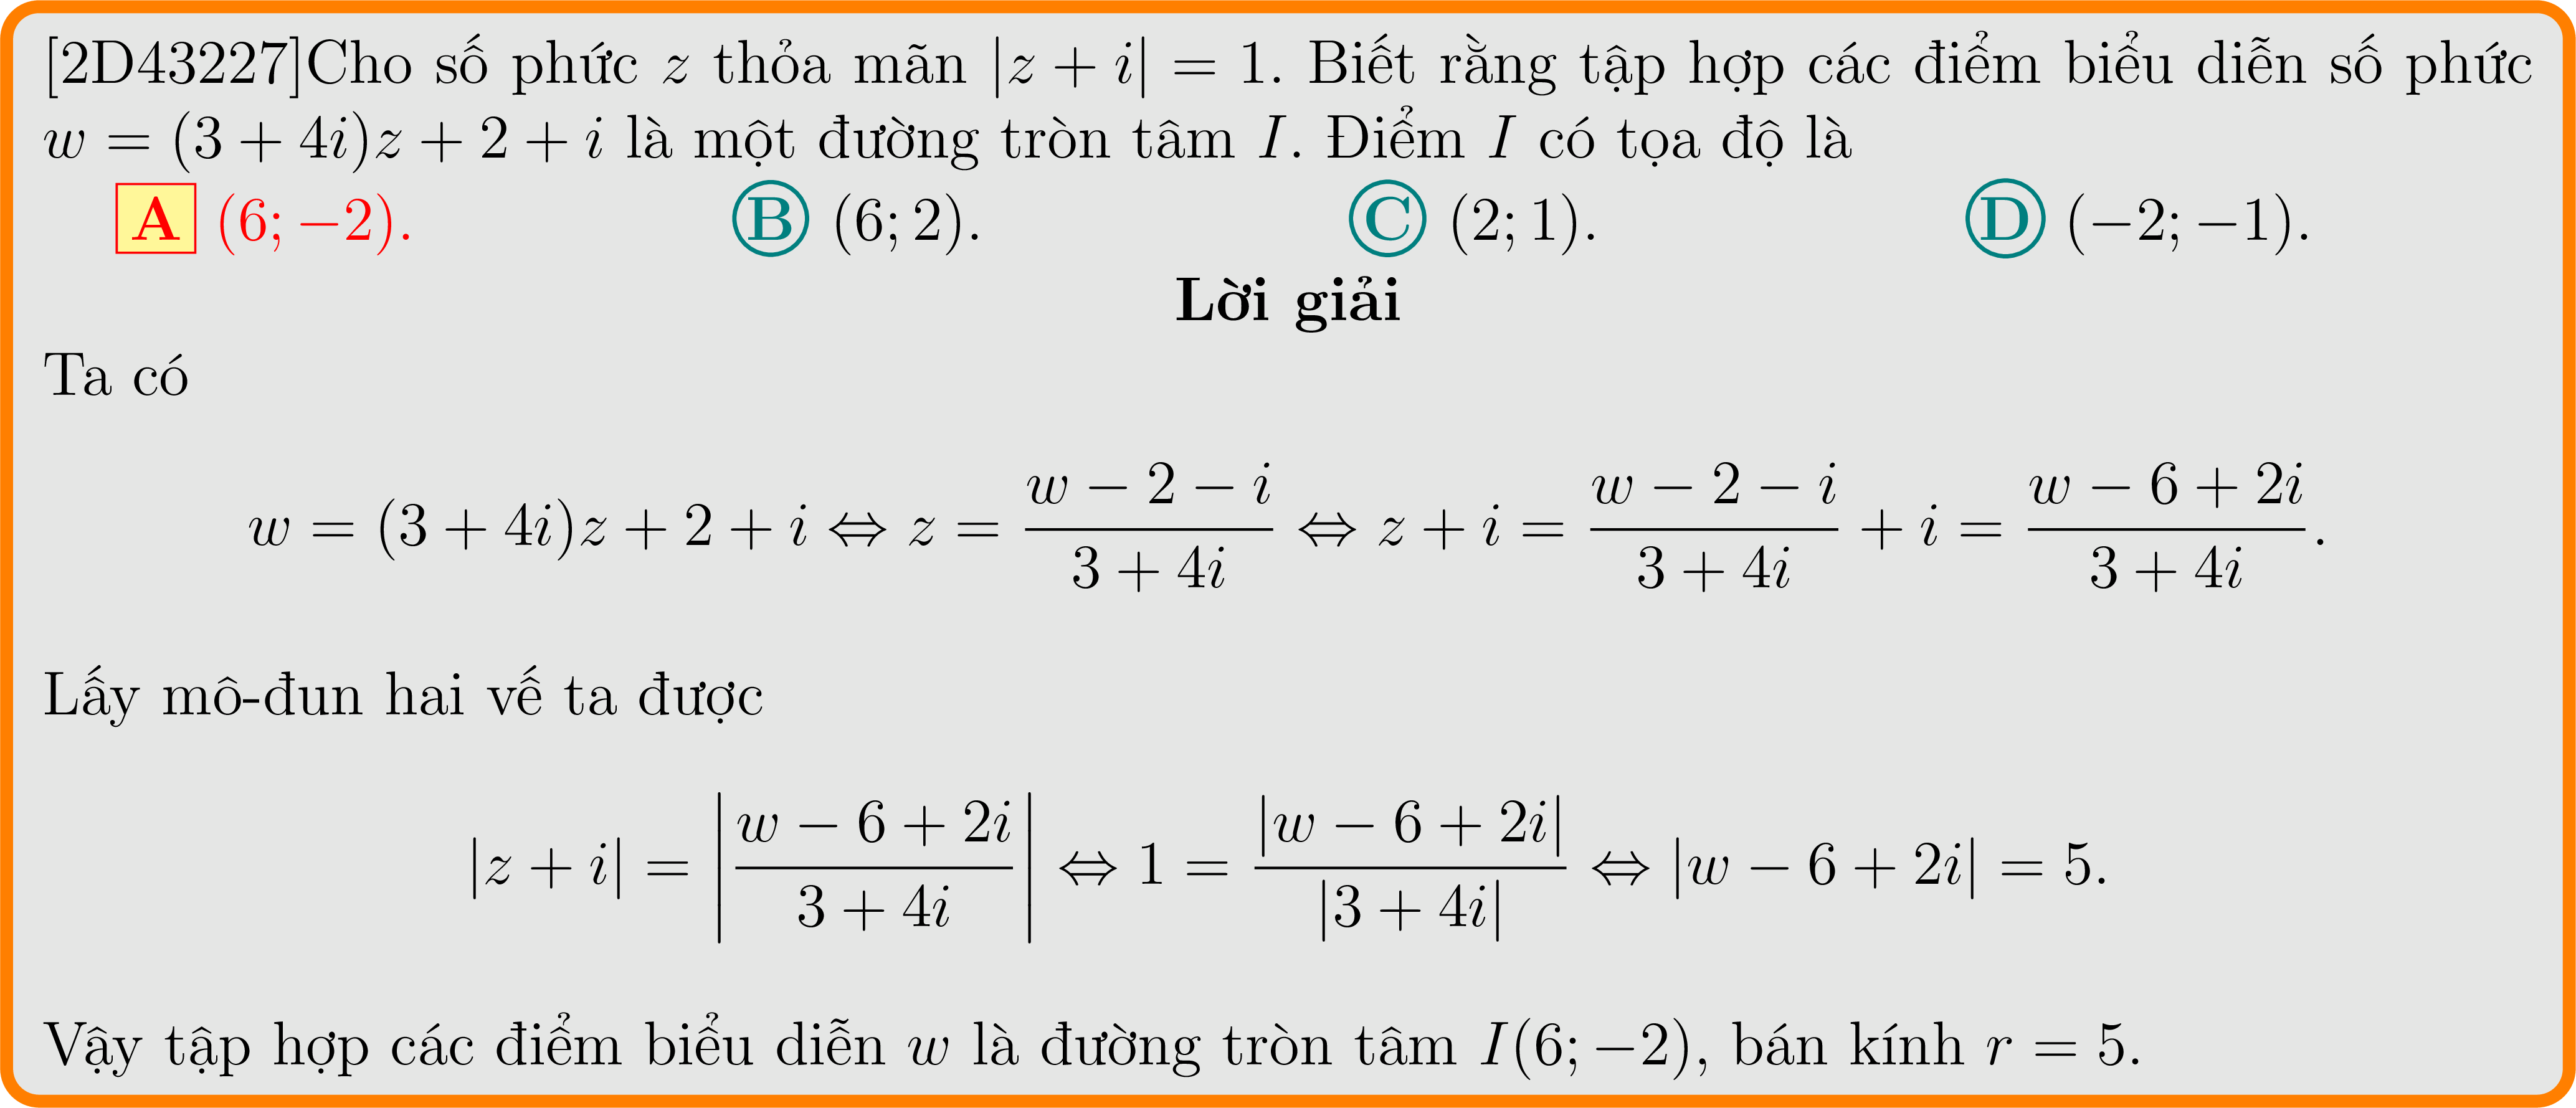 [2D43227]Cho số phức z thỏa mãn |z + i| = 1. Biết rằng tập hợp các điểm biểu diễn số phức
w = (3 + 4i)z + 2 + i là một đường tròn tâm I. Điểm I có tọa độ là
A (6; −2). B (6; 2). C (2; 1). D (−2; −1).
Lời giải
Ta có
w = (3 + 4i)z + 2 + i ⇔ z = \frac{w − 2 − i}{3 + 4i} ⇔ z + i = \frac{w − 2 − i}{3 + 4i} + i = \frac{w − 6 + 2i}{3 + 4i}.
Lấy mô-đun hai vế ta được
|z + i| = \left|\frac{w − 6 + 2i}{3 + 4i}\right| ⇔ 1 = \frac{|w − 6 + 2i|}{|3 + 4i|} ⇔ |w − 6 + 2i| = 5.
Vậy tập hợp các điểm biểu diễn w là đường tròn tâm I(6; −2), bán kính r = 5.